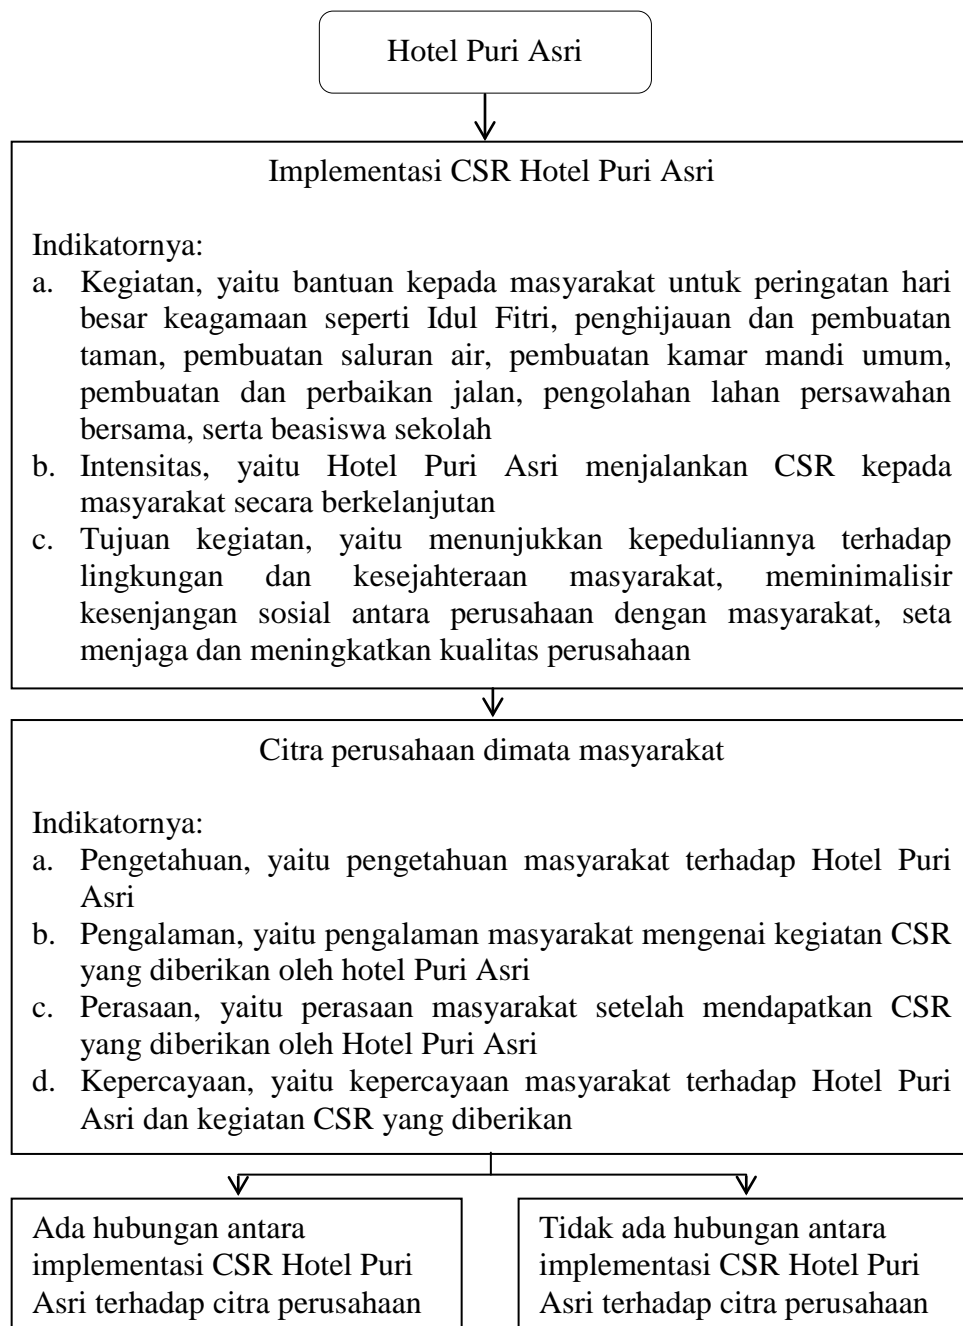 Hotel Puri Asri
Implementasi CSR Hotel Puri Asri
Indikatornya:
a. Kegiatan, yaitu bantuan kepada masyarakat untuk peringatan hari
besar keagamaan seperti Idul Fitri, penghijauan dan pembuatan
taman, pembuatan saluran air, pembuatan kamar mandi umum,
pembuatan dan perbaikan jalan, pengolahan lahan persawahan
bersama, serta beasiswa sekolah
b. Intensitas, yaitu Hotel Puri Asri menjalankan CSR kepada
masyarakat secara berkelanjutan
c. Tujuan kegiatan, yaitu menunjukkan kepeduliannya terhadap
lingkungan dan kesejahteraan masyarakat, meminimalisir
kesenjangan sosial antara perusahaan dengan masyarakat, seta
menjaga dan meningkatkan kualitas perusahaan
Citra perusahaan dimata masyarakat
Indikatornya:
a. Pengetahuan, yaitu pengetahuan masyarakat terhadap Hotel Puri
Asri
b. Pengalaman, yaitu pengalaman masyarakat mengenai kegiatan CSR
yang diberikan oleh hotel Puri Asri
c. Perasaan, yaitu perasaan masyarakat setelah mendapatkan CSR
yang diberikan oleh Hotel Puri Asri
d. Kepercayaan, yaitu kepercayaan masyarakat terhadap Hotel Puri
Asri dan kegiatan CSR yang diberikan
Ada hubungan antara
implementasi CSR Hotel Puri
Asri terhadap citra perusahaan
Tidak ada hubungan antara
implementasi CSR Hotel Puri
Asri terhadap citra perusahaan